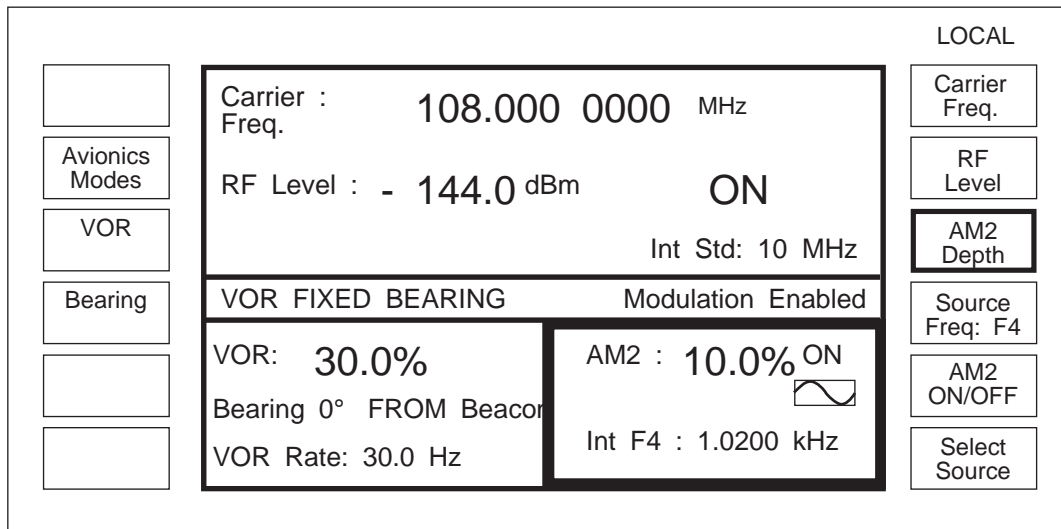 LOCAL
Avionics
Modes
VOR
Bearing
Carrier :
Freq.
108.000 0000 MHz
RF Level : - 144.0 dBm ON
Int Std: 10 MHz
VOR FIXED BEARING Modulation Enabled
VOR: 30.0%
Bearing 0° FROM Beacon
VOR Rate: 30.0 Hz
AM2 : 10.0% ON
Int F4 : 1.0200 kHz
Carrier
Freq.
RF
Level
AM2
Depth
Source
Freq: F4
AM2
ON/OFF
Select
Source